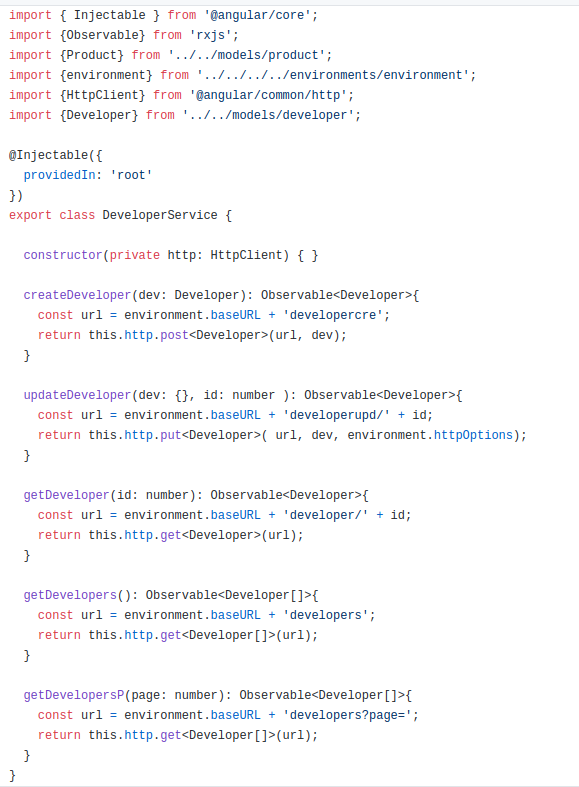 import { Injectable } from '@angular/core';
import {Observable} from 'rxjs';
import {Product} from '../../models/product';
import {environment} from '../../../../environments/environment';
import {HttpClient} from '@angular/common/http';
import {Developer} from '../../models/developer';

@Injectable({
  providedIn: 'root'
})
export class DeveloperService {

  constructor(private http: HttpClient) { }

  createDeveloper(dev: Developer): Observable<Developer>{
    const url = environment.baseURL + 'developercre';
    return this.http.post<Developer>(url, dev);
  }

  updateDeveloper(dev: {}, id: number ): Observable<Developer>{
    const url = environment.baseURL + 'developerupd/' + id;
    return this.http.put<Developer>( url, dev, environment.httpOptions);
  }

  getDeveloper(id: number): Observable<Developer>{
    const url = environment.baseURL + 'developer/' + id;
    return this.http.get<Developer>(url);
  }

  getDevelopers(): Observable<Developer[]>{
    const url = environment.baseURL + 'developers';
    return this.http.get<Developer[]>(url);
  }

  getDevelopersP(page: number): Observable<Developer[]>{
    const url = environment.baseURL + 'developers?page=';
    return this.http.get<Developer[]>(url);
  }
}